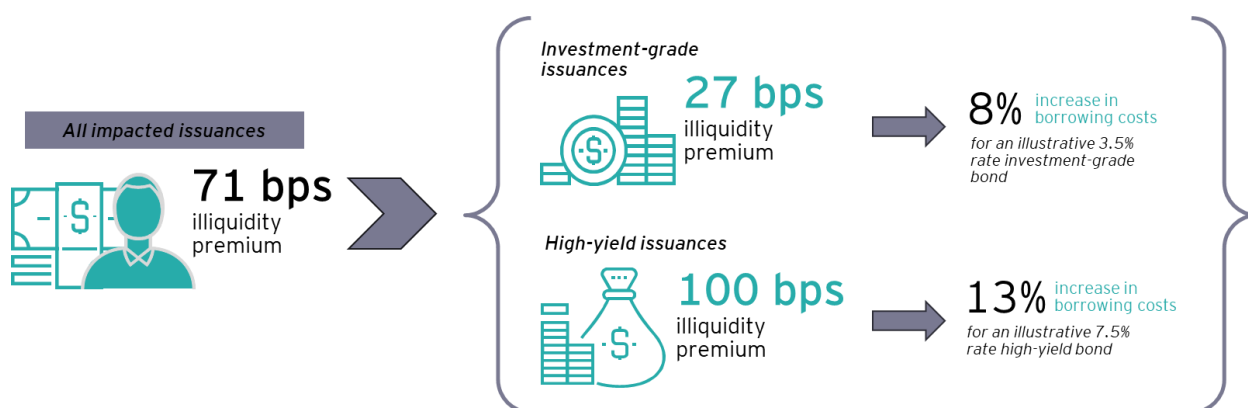 All impacted issuances
$
71 bps
illiquidity
premium
Investment-grade
issuances
$
27 bps
illiquidity
premium
8% increase in
borrowing costs
for an illustrative 3.5%
rate investment-grade
bond
High-yield issuances
$
100 bps
illiquidity
premium
13% increase in
borrowing costs
for an illustrative 7.5%
rate high-yield bond